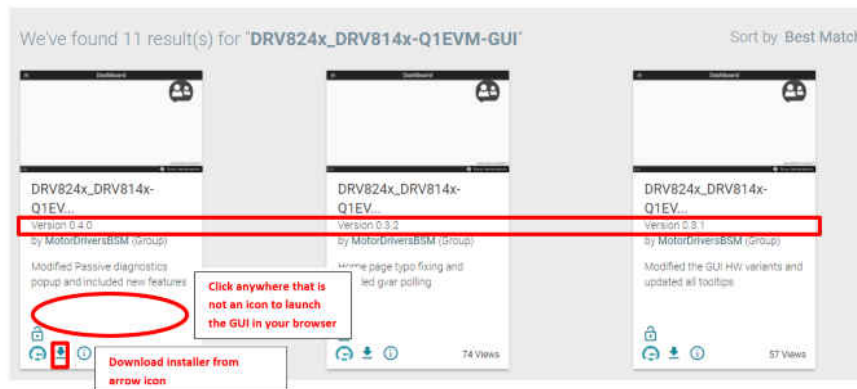 We've found 11 result(s) for "DRV824x_DRV814x-Q1EVM-GUI"
Sort by Best Match
Dashboard
DRV824x_DRV814x-
Q1EV...
Version 0.4.0
by MotorDriversBSM (Group)
Modified Passive diagnostics
popup and included new features
Dashboard
DRV824x_DRV814x-
Q1EV...
Version 0.3.2
by MotorDriversBSM (Group)
Home page typo fixing and
led gvar polling
74 Views
Dashboard
DRV824x_DRV814x-
Q1EV...
Version 0.3.1
by MotorDriversBSM (Group)
Modified the GUI HW variants and
updated all tooltips
57 Views
Click anywhere that is
not an icon to launch
the GUI in your browser
Download installer from
arrow icon